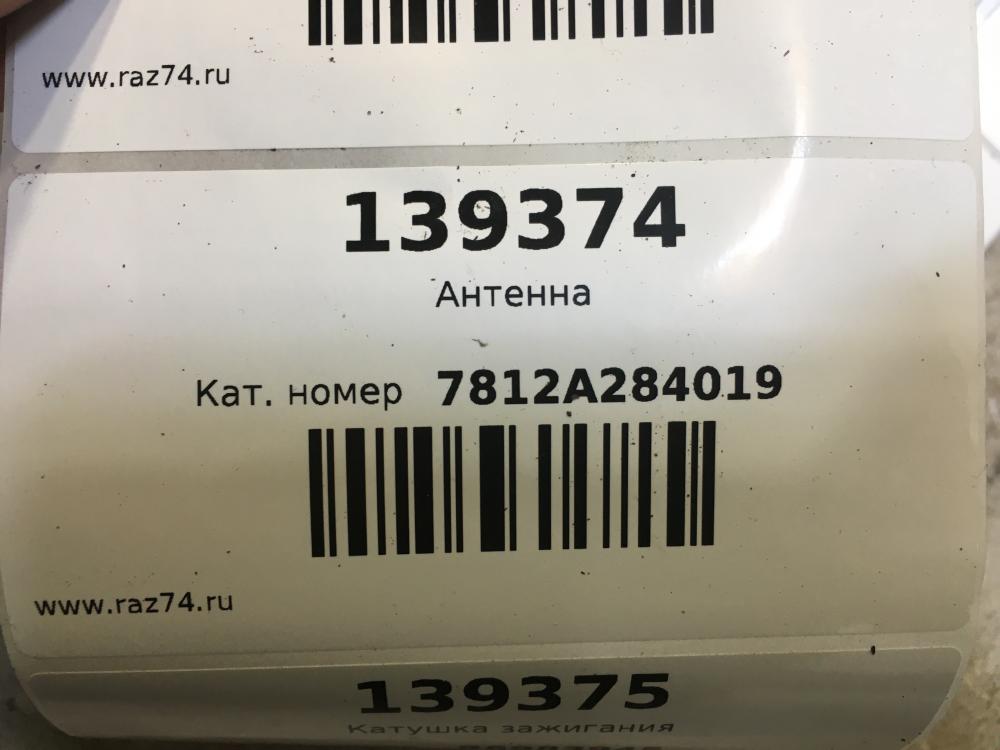 www.raz74.ru
139374
Антенна
Кат. номер 7812A284019
www.raz74.ru
139375
Катушка зажигания